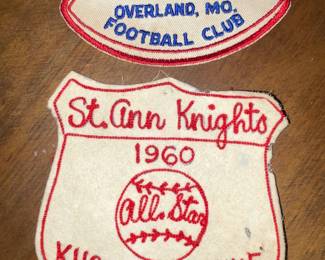 OVERLAND, MO.
FOOTBALL CLUB
St. Ann Knights
1960
All Star